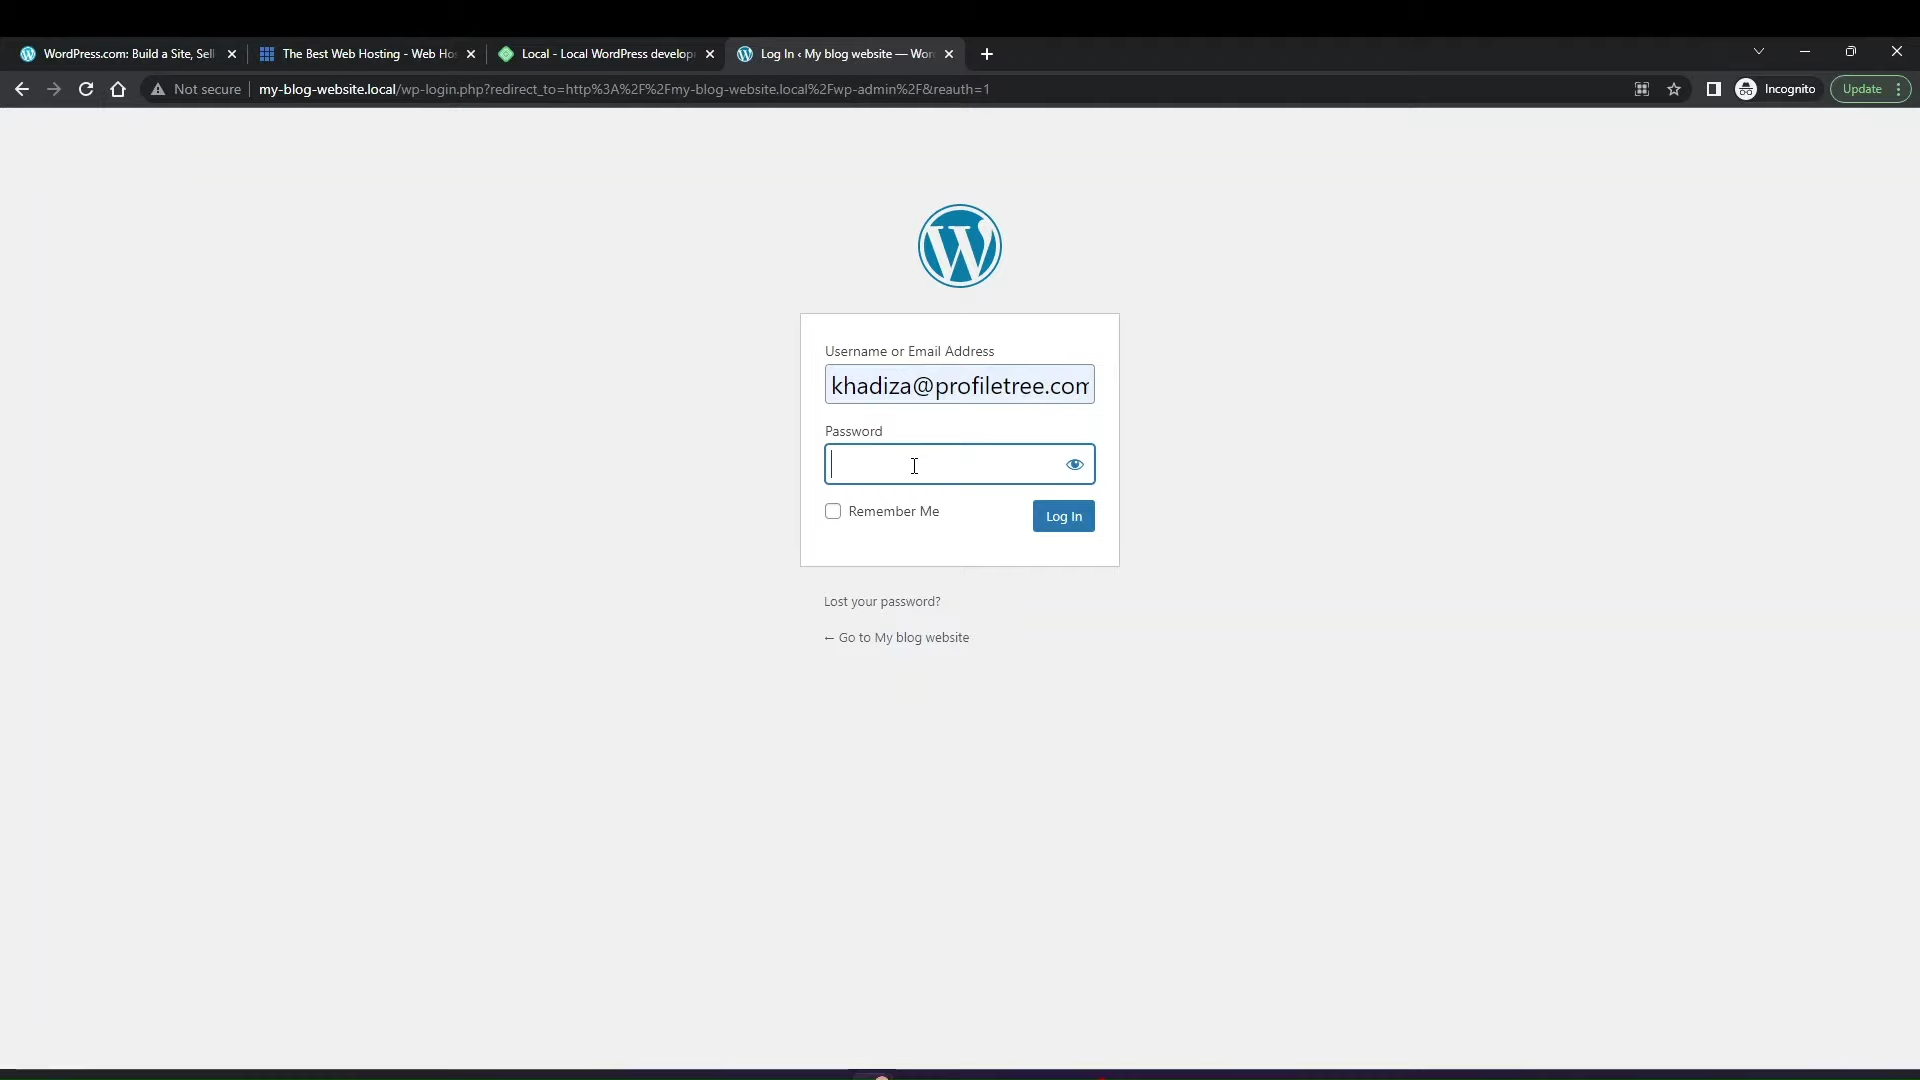 WordPress.com: Build a Site, Sell
The Best Web Hosting - Web Hos
Local - Local WordPress develop
Log In ‹ My blog website — Wor
Not secure
my-blog-website.local/wp-login.php?redirect_to=http%3A%2F%2Fmy-blog-website.local%2Fwp-admin%2F&reauth=1
Incognito
Update
Username or Email Address
khadiza@profiletree.com
Password
Remember Me
Log In
Lost your password?
← Go to My blog website